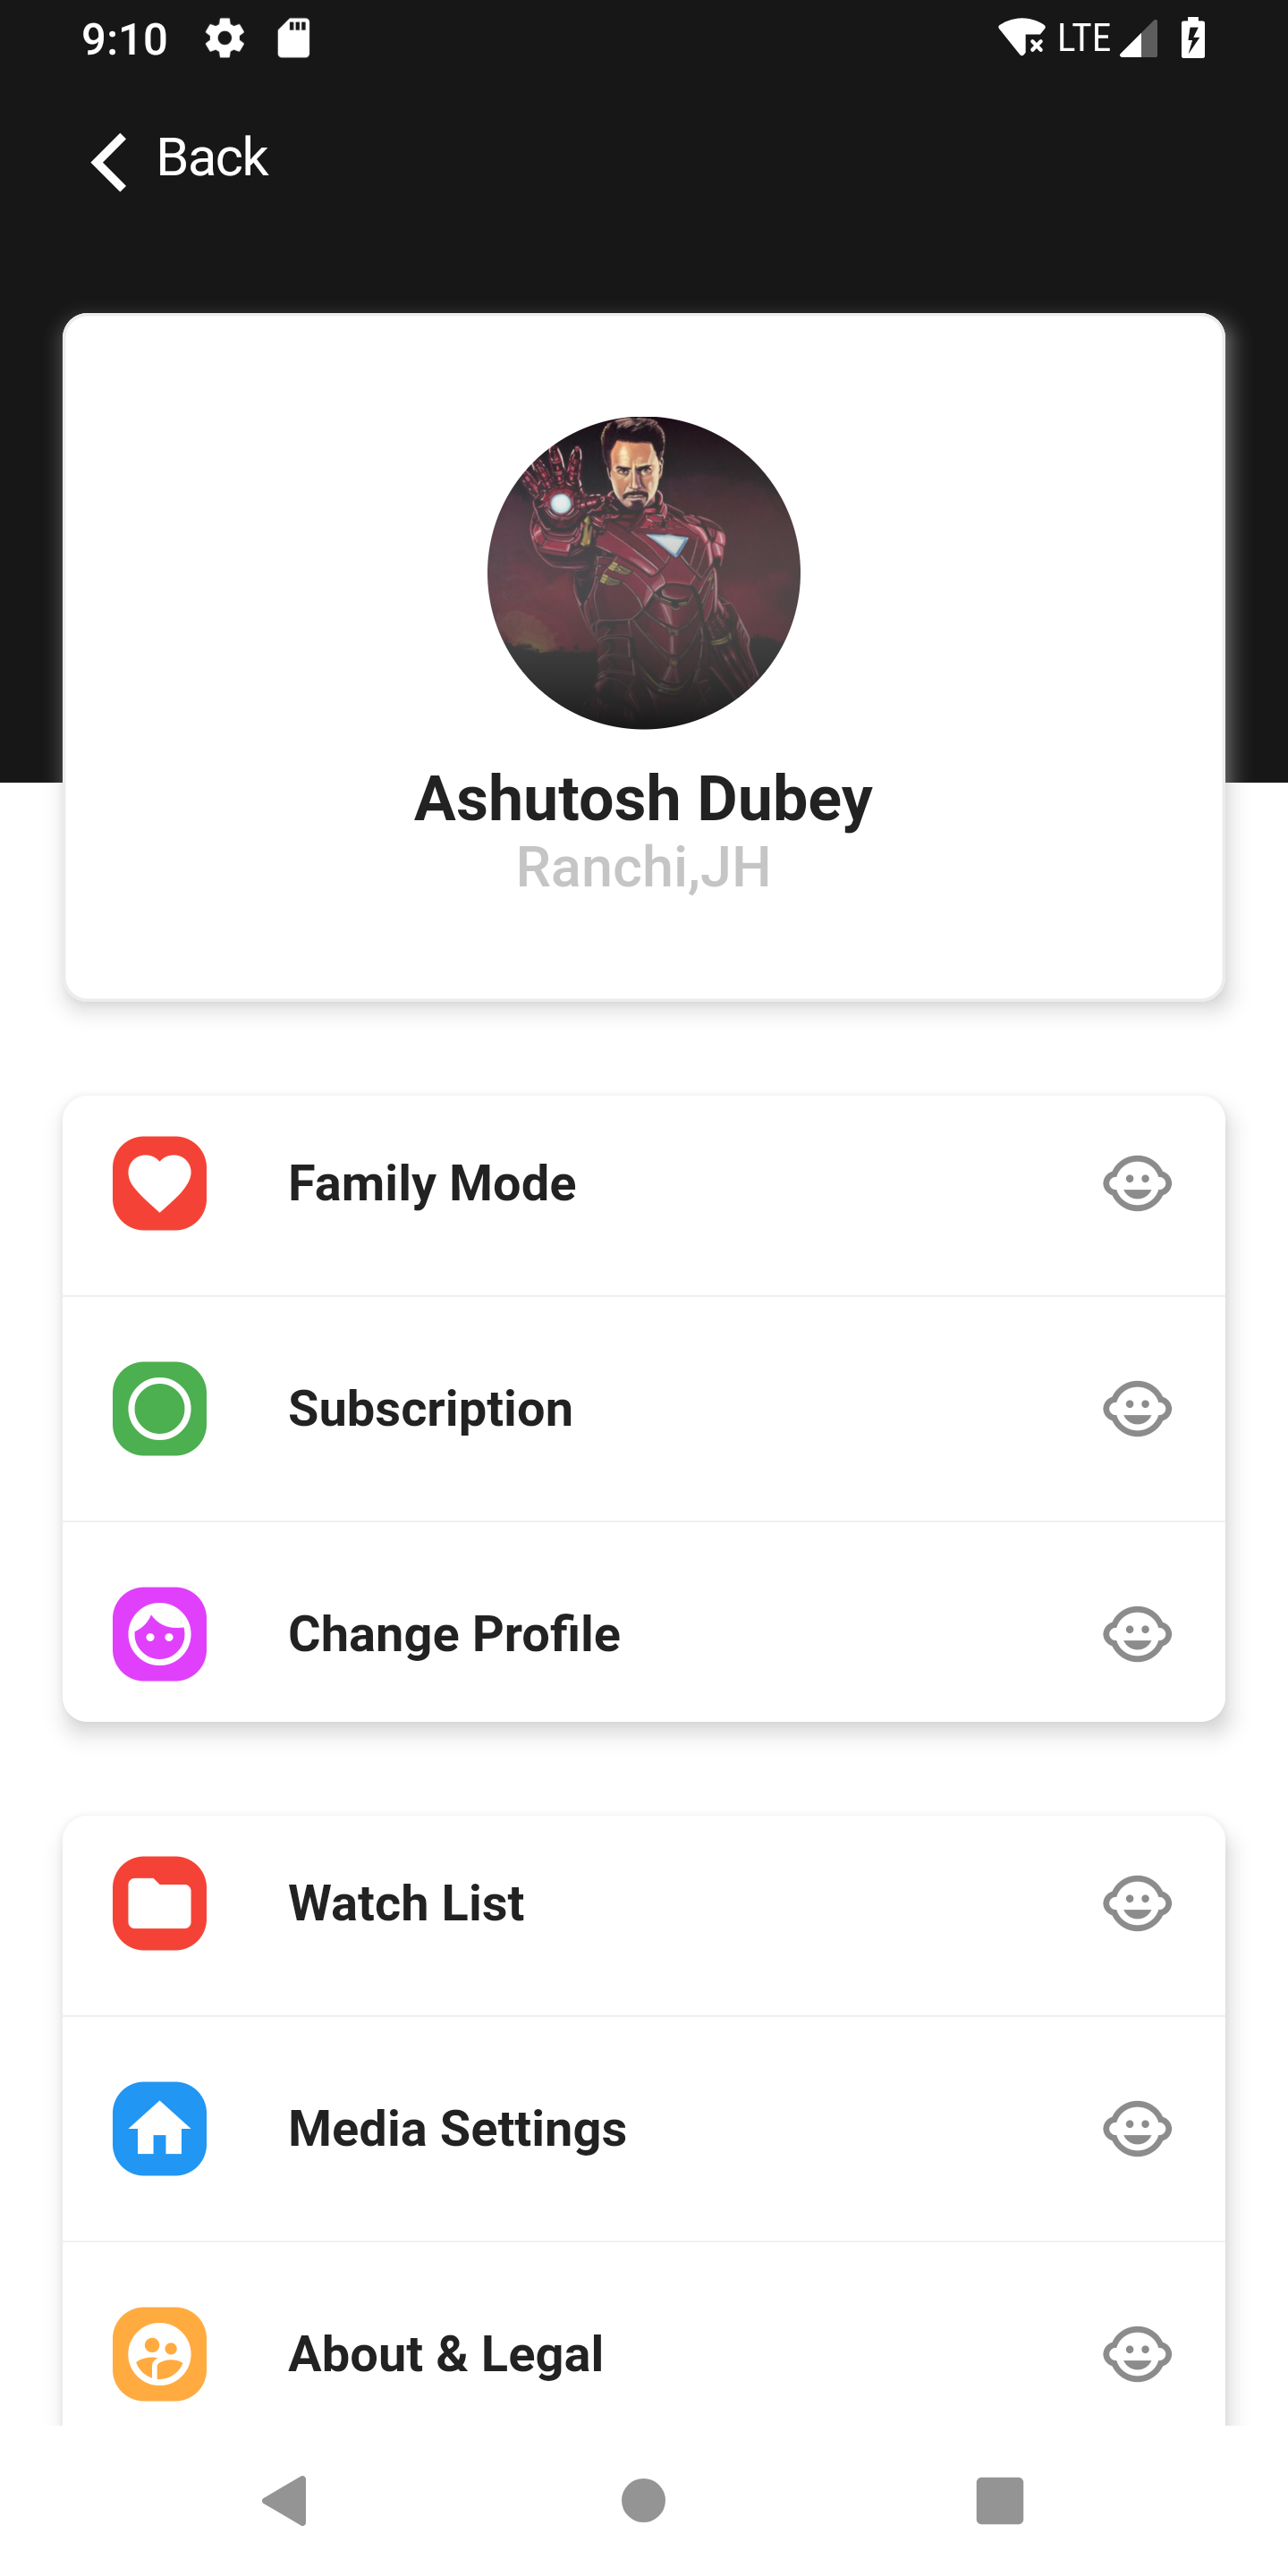 9:10 LTE
Back
Ashutosh Dubey
Ranchi,JH
Family Mode
Subscription
Change Profile
Watch List
Media Settings
About & Legal